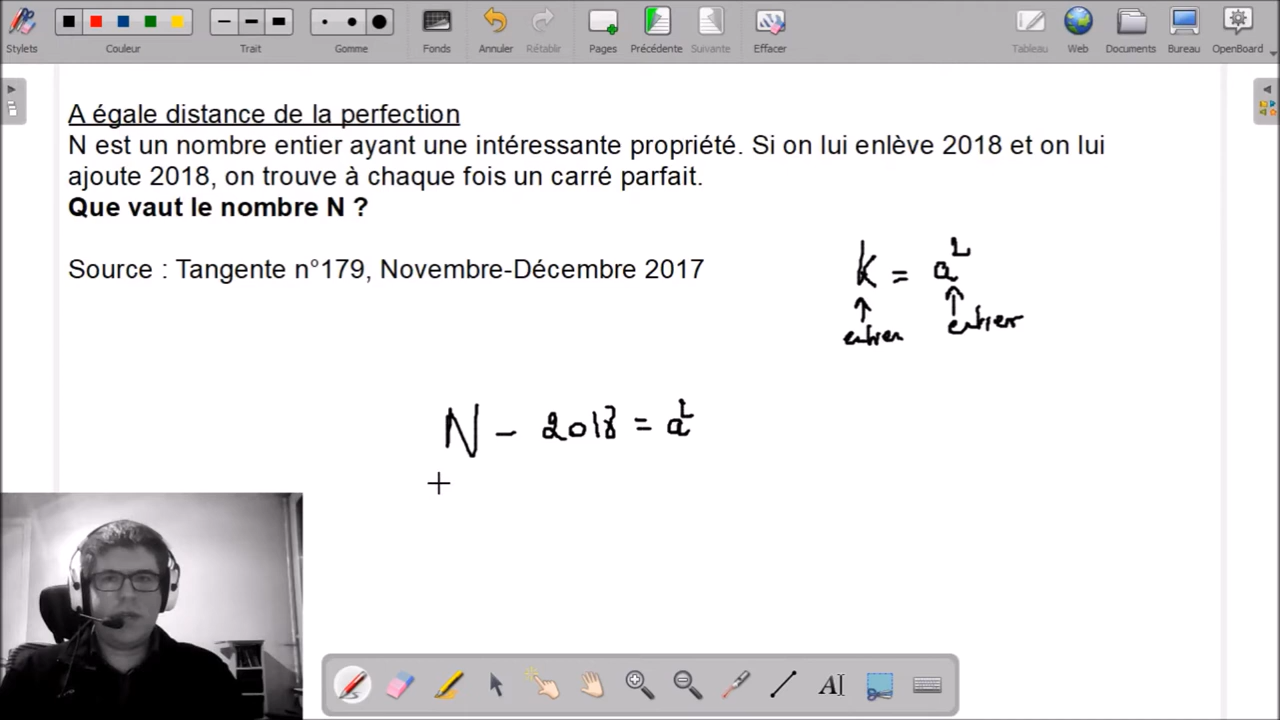 Stylets Couleur Trait Gomme Fonds Annuler Rétablir Pages Précédente Suivante Effacer Tableau Web Documents Bureau OpenBoard
A égale distance de la perfection
N est un nombre entier ayant une intéressante propriété. Si on lui enlève 2018 et on lui
ajoute 2018, on trouve à chaque fois un carré parfait.
Que vaut le nombre N ?
Source : Tangente n°179, Novembre-Décembre 2017
k = a²
entier entier
N - 2018 = a²
AI